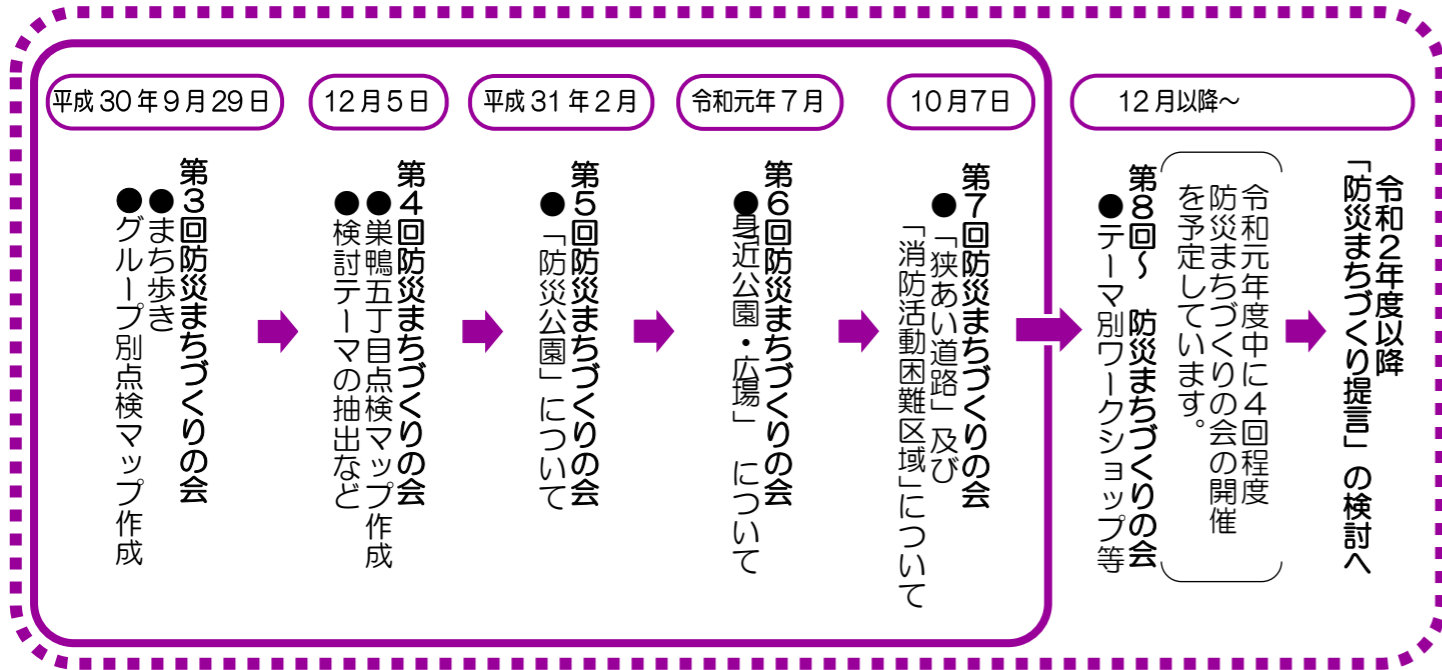 平成30年9月29日
第3回防災まちづくりの会
●まち歩き
●グループ別点検マップ作成
12月5日
第4回防災まちづくりの会
●巣鴨五丁目点検マップ作成
●検討テーマの抽出など
平成31年2月
第5回防災まちづくりの会
●「防災公園」について
令和元年7月
第6回防災まちづくりの会
●「身近公園・広場」 について
10月7日
第7回防災まちづくりの会
●「狭あい道路」及び
「消防活動困難区域」について
12月以降～
第8回～ 防災まちづくりの会
●テーマ別ワークショップ等
令和元年度中に4回程度
防災まちづくりの会の開催
を予定しています。
令和2年度以降
「防災まちづくり提言」の検討へ